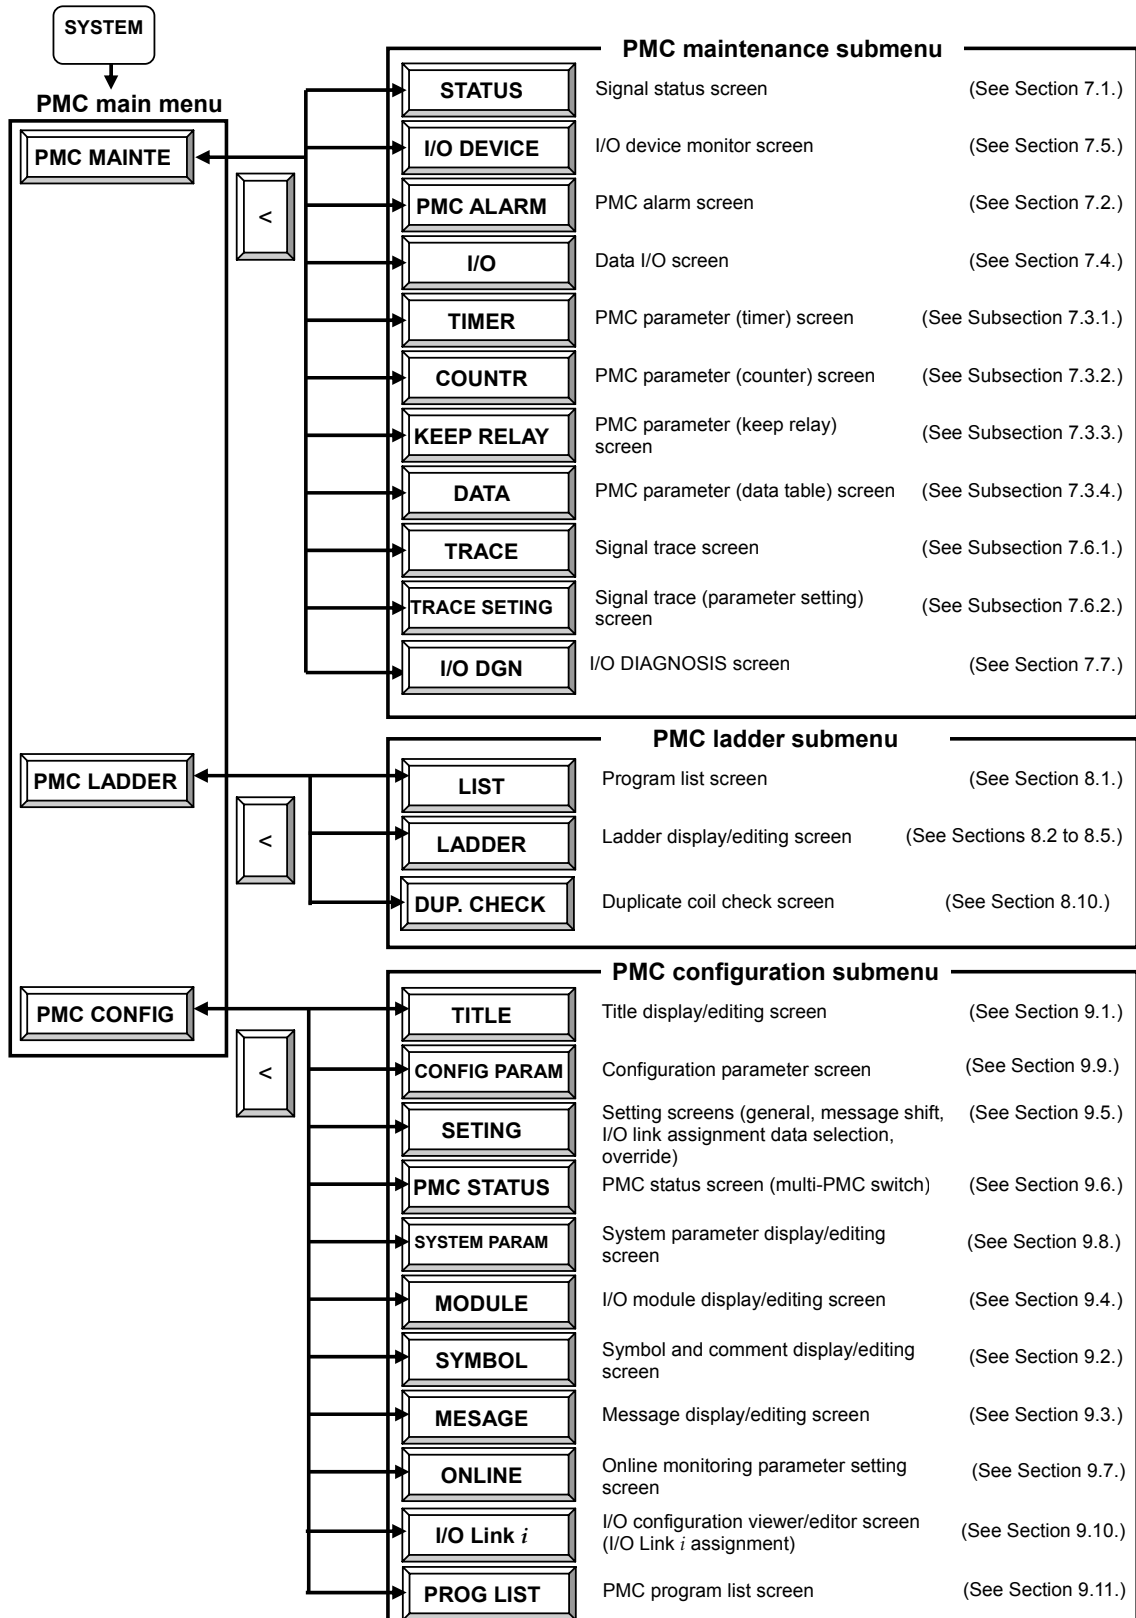 SYSTEM
PMC main menu
PMC MAINTE
<
PMC maintenance submenu
STATUS Signal status screen (See Section 7.1.)
I/O DEVICE I/O device monitor screen (See Section 7.5.)
PMC ALARM PMC alarm screen (See Section 7.2.)
I/O Data I/O screen (See Section 7.4.)
TIMER PMC parameter (timer) screen (See Subsection 7.3.1.)
COUNTR PMC parameter (counter) screen (See Subsection 7.3.2.)
KEEP RELAY PMC parameter (keep relay) (See Subsection 7.3.3.)
screen
DATA PMC parameter (data table) screen (See Subsection 7.3.4.)
TRACE Signal trace screen (See Subsection 7.6.1.)
TRACE SETING Signal trace (parameter setting) (See Subsection 7.6.2.)
screen
I/O DGN I/O DIAGNOSIS screen (See Section 7.7.)
PMC LADDER
<
PMC ladder submenu
LIST Program list screen (See Section 8.1.)
LADDER Ladder display/editing screen (See Sections 8.2 to 8.5.)
DUP. CHECK Duplicate coil check screen (See Section 8.10.)
PMC CONFIG
<
PMC configuration submenu
TITLE Title display/editing screen (See Section 9.1.)
CONFIG PARAM Configuration parameter screen (See Section 9.9.)
SETING Setting screens (general, message shift, (See Section 9.5.)
I/O link assignment data selection,
override)
PMC STATUS PMC status screen (multi-PMC switch) (See Section 9.6.)
SYSTEM PARAM System parameter display/editing (See Section 9.8.)
screen
MODULE I/O module display/editing screen (See Section 9.4.)
SYMBOL Symbol and comment display/editing (See Section 9.2.)
screen
MESAGE Message display/editing screen (See Section 9.3.)
ONLINE Online monitoring parameter setting (See Section 9.7.)
screen
I/O Link i I/O configuration viewer/editor screen (See Section 9.10.)
(I/O Link i assignment)
PROG LIST PMC program list screen (See Section 9.11.)